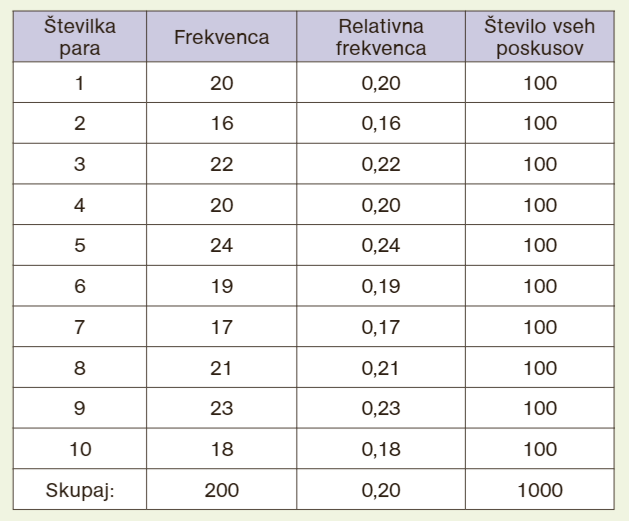 Številka para Frekvenca Relativna frekvenca Število vseh poskusov
1 20 0,20 100
2 16 0,16 100
3 22 0,22 100
4 20 0,20 100
5 24 0,24 100
6 19 0,19 100
7 17 0,17 100
8 21 0,21 100
9 23 0,23 100
10 18 0,18 100
Skupaj: 200 0,20 1000